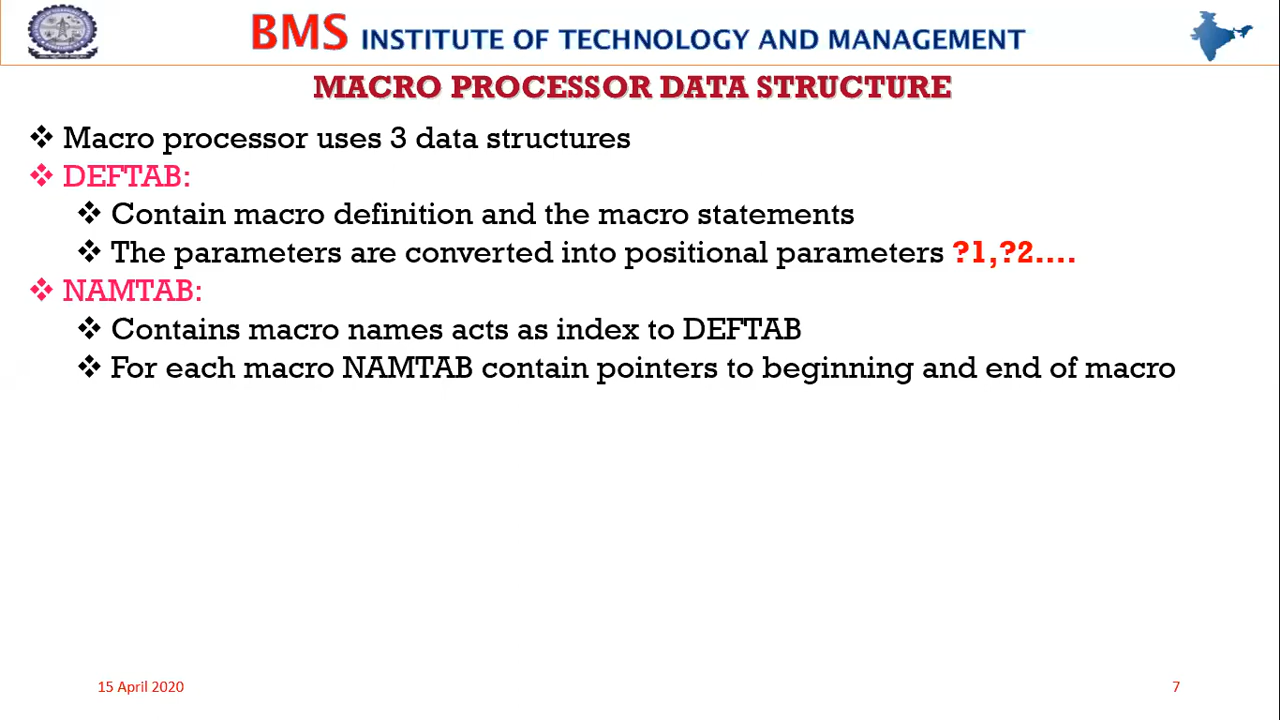 BMS INSTITUTE OF TECHNOLOGY AND MANAGEMENT
MACRO PROCESSOR DATA STRUCTURE
❖ Macro processor uses 3 data structures
❖ DEFTAB:
❖ Contain macro definition and the macro statements
❖ The parameters are converted into positional parameters ?1,?2....
❖ NAMTAB:
❖ Contains macro names acts as index to DEFTAB
❖ For each macro NAMTAB contain pointers to beginning and end of macro
15 April 2020
7